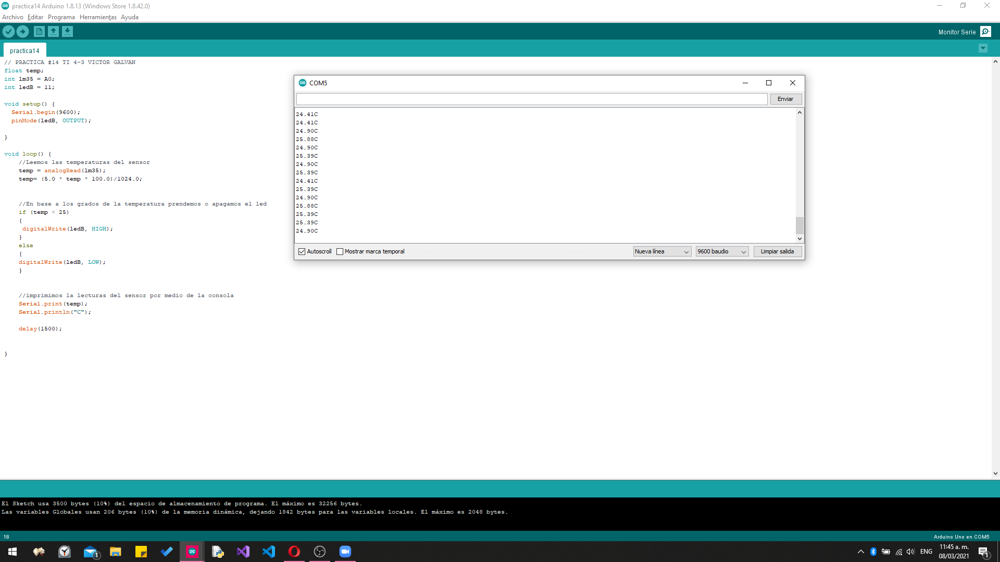 practica14 Arduino 1.8.13 (Windows Store 1.8.42.0)
Archivo Editar Programa Herramientas Ayuda
Monitor Serie
practica14
// PRACTICA #14 TI 4-3 VICTOR GALVAN
float temp;
int lm35 = A0;
int ledB = 11;
void setup() {
Serial.begin(9600);
pinMode(ledB, OUTPUT);
}
void loop() {
//Leemos las temperaturas del sensor
temp = analogRead(lm35);
temp= (5.0 * temp * 100.0)/1024.0;
//En base a los grados de la temperatura prendemos o apagamos el led
if (temp < 25)
{
digitalWrite(ledB, HIGH);
}
else
{
digitalWrite(ledB, LOW);
}
//imprimimos la lecturas del sensor por medio de la consola
Serial.print(temp);
Serial.println("C");
delay(1500);
}
COM5
Enviar
24.41C
24.41C
24.90C
25.88C
24.90C
25.39C
24.90C
25.39C
24.41C
25.39C
24.90C
25.88C
25.39C
25.39C
24.90C
Autoscroll Mostrar marca temporal Nueva línea 9600 baudio Limpiar salida
El Sketch usa 3500 bytes (10%) del espacio de almacenamiento de programa. El máximo es 32256 bytes.
Las variables Globales usan 206 bytes (10%) de la memoria dinámica, dejando 1842 bytes para las variables locales. El máximo es 2048 bytes.
18 Arduino Uno en COM5
1
ENG
11:45 a. m.
08/03/2021
1